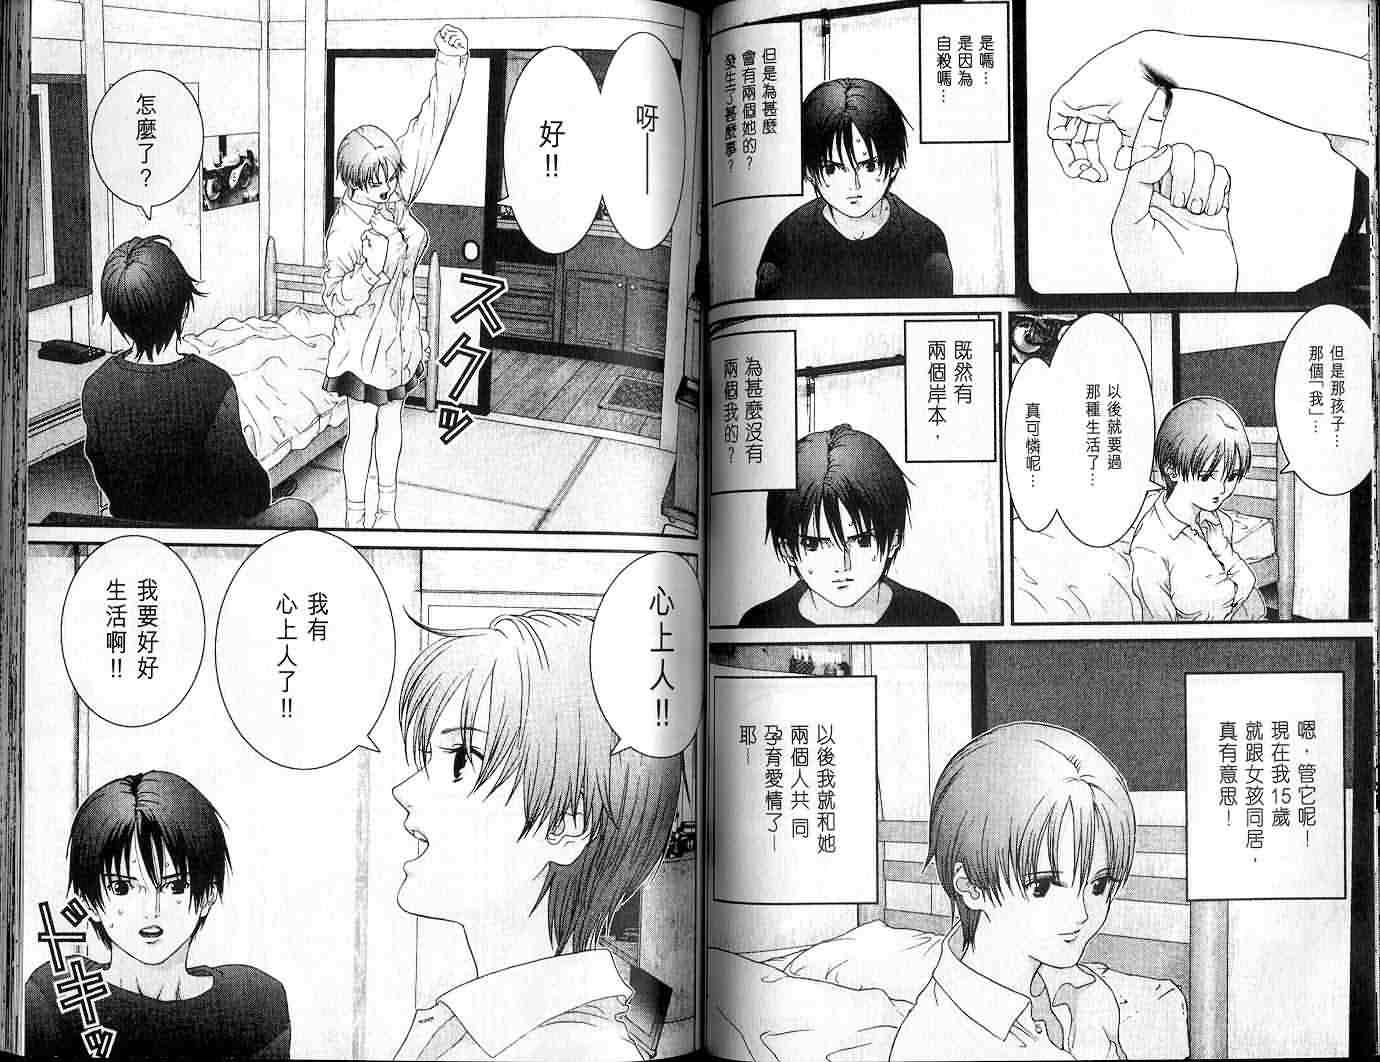 是嗎…
是因為
自殺嗎…
但是為甚麼
會有兩個她的？
發生了甚麼事？
但是那孩子…
那個「我」…
以後就要過
那種生活了…
真可憐呢…
既然有
兩個岸本，
為甚麼沒有
兩個我的？
嗯，管它呢！
現在我15歲
就跟女孩同居，
真有意思！
以後我就和她
兩個人共同
孕育愛情了—
耶—
呀——
好!!
怎麼了？
スクッ
心上人!!
我有
心上人了!!
我要好好
生活啊!!
ドキッ